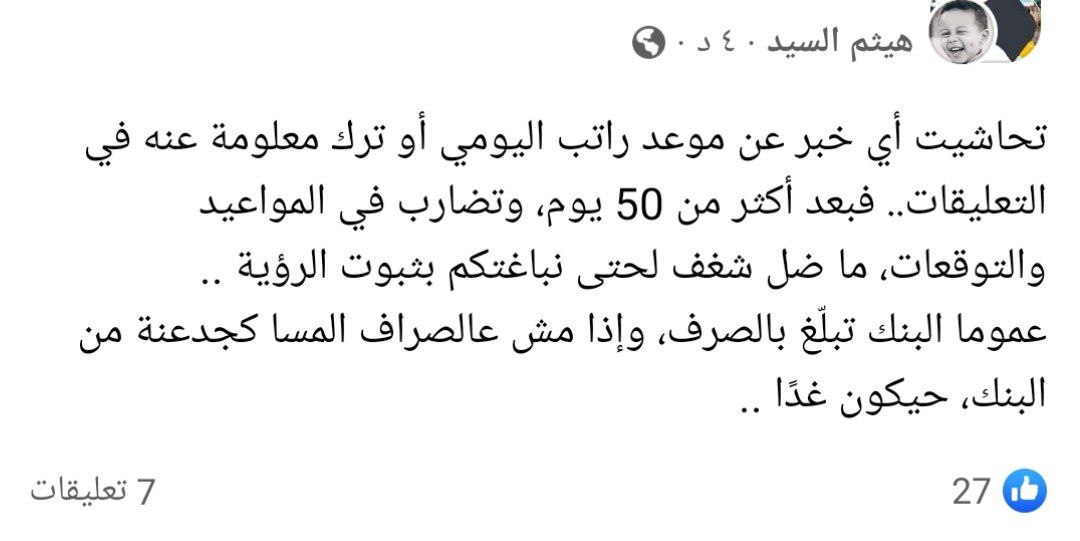 هيثم السيد · ٤ د ·
تحاشيت أي خبر عن موعد راتب اليومي أو ترك معلومة عنه في
التعليقات.. فبعد أكثر من 50 يوم، وتضارب في المواعيد
والتوقعات، ما ضل شغف لحتى نباغتكم بثبوت الرؤية ..
عموما البنك تبلّغ بالصرف، وإذا مش عالصراف المسا كجدعنة من
البنك، حيكون غدًا ..
27
7 تعليقات